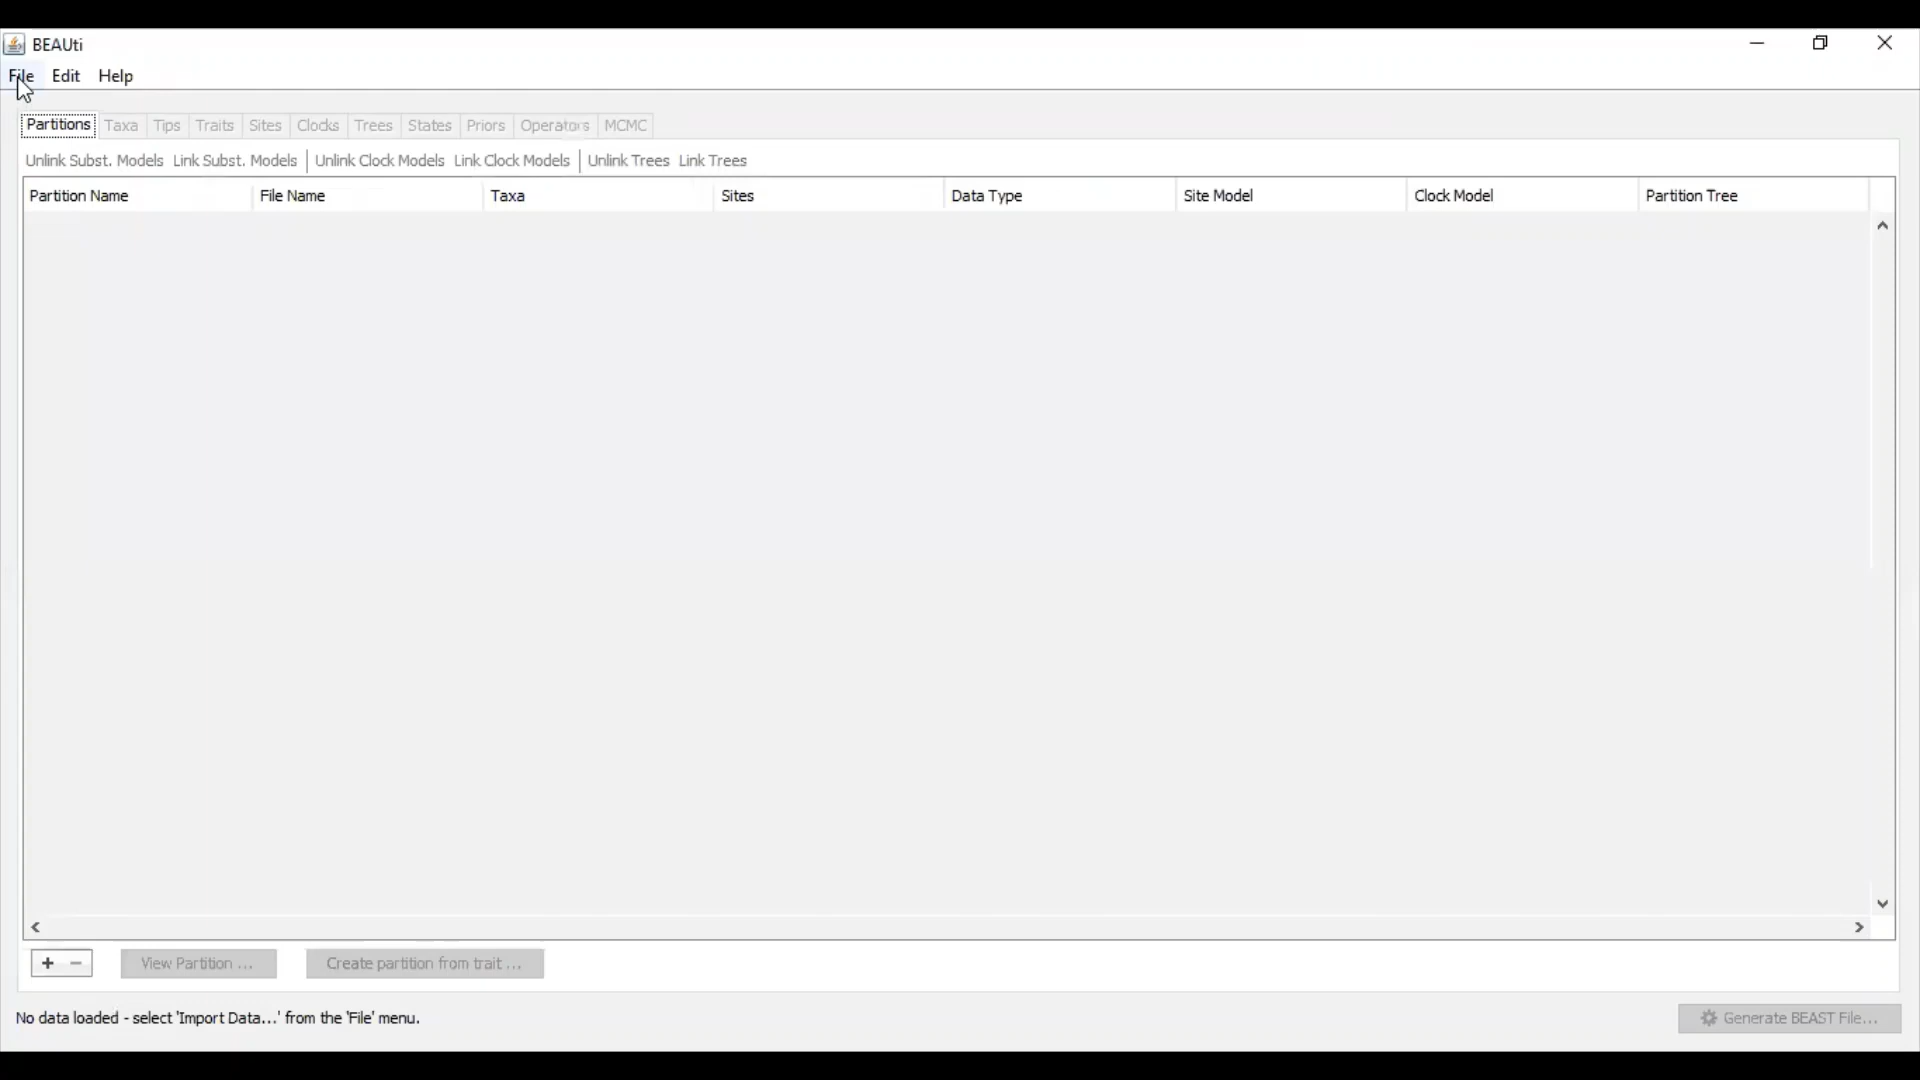 BEAUti
File Edit Help
Partitions Taxa Tips Traits Sites Clocks Trees States Priors Operators MCMC
Unlink Subst. Models Link Subst. Models Unlink Clock Models Link Clock Models Unlink Trees Link Trees
Partition Name File Name Taxa Sites Data Type Site Model Clock Model Partition Tree
+ − View Partition ... Create partition from trait ...
No data loaded - select 'Import Data...' from the 'File' menu. Generate BEAST File...